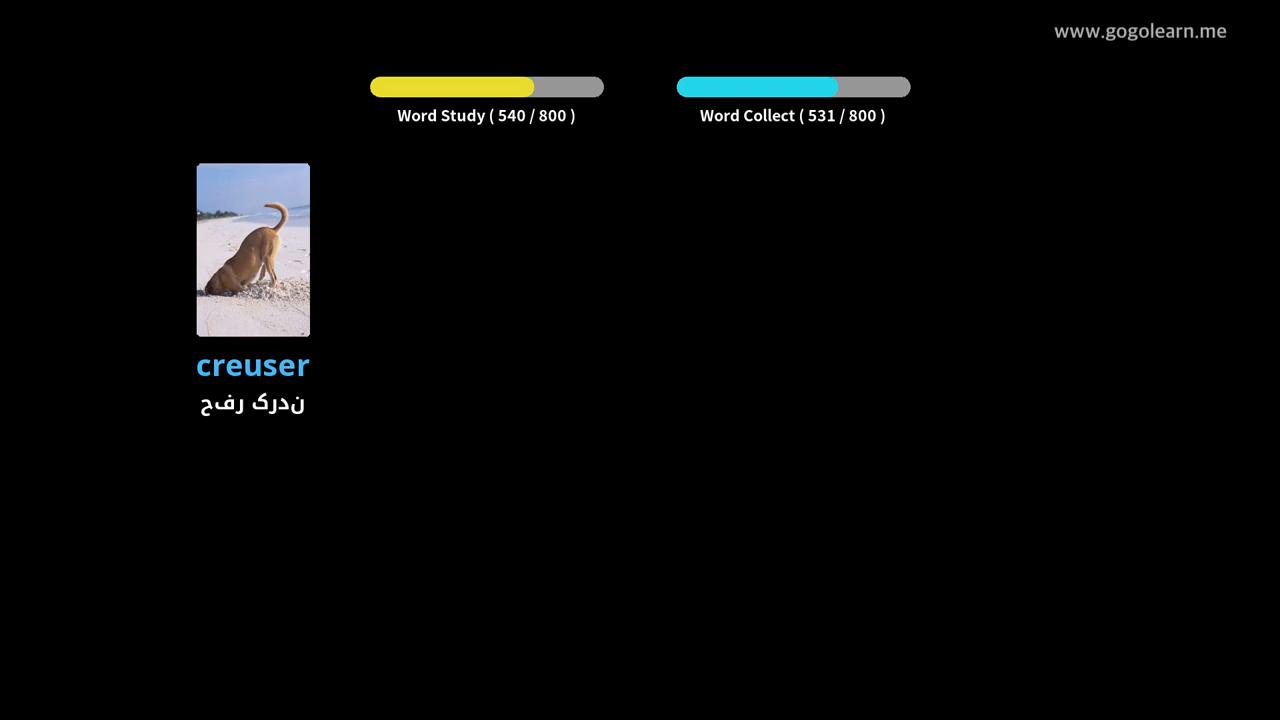 www.gogolearn.me
Word Study ( 540 / 800 )
Word Collect ( 531 / 800 )
creuser
حفر کردن